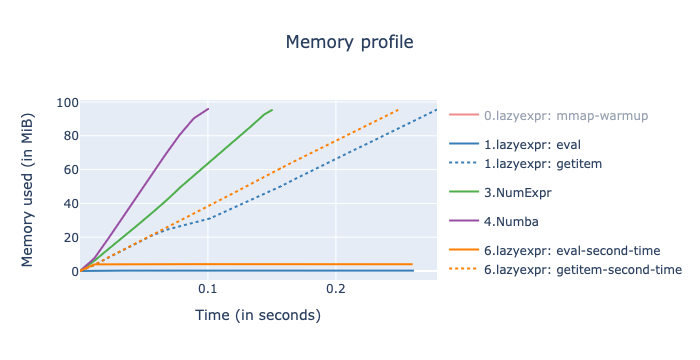 Memory profile
Memory used (in MiB)
100
80
60
40
20
0
0.1
0.2
Time (in seconds)
0.lazyexpr: mmap-warmup
1.lazyexpr: eval
1.lazyexpr: getitem
3.NumExpr
4.Numba
6.lazyexpr: eval-second-time
6.lazyexpr: getitem-second-time